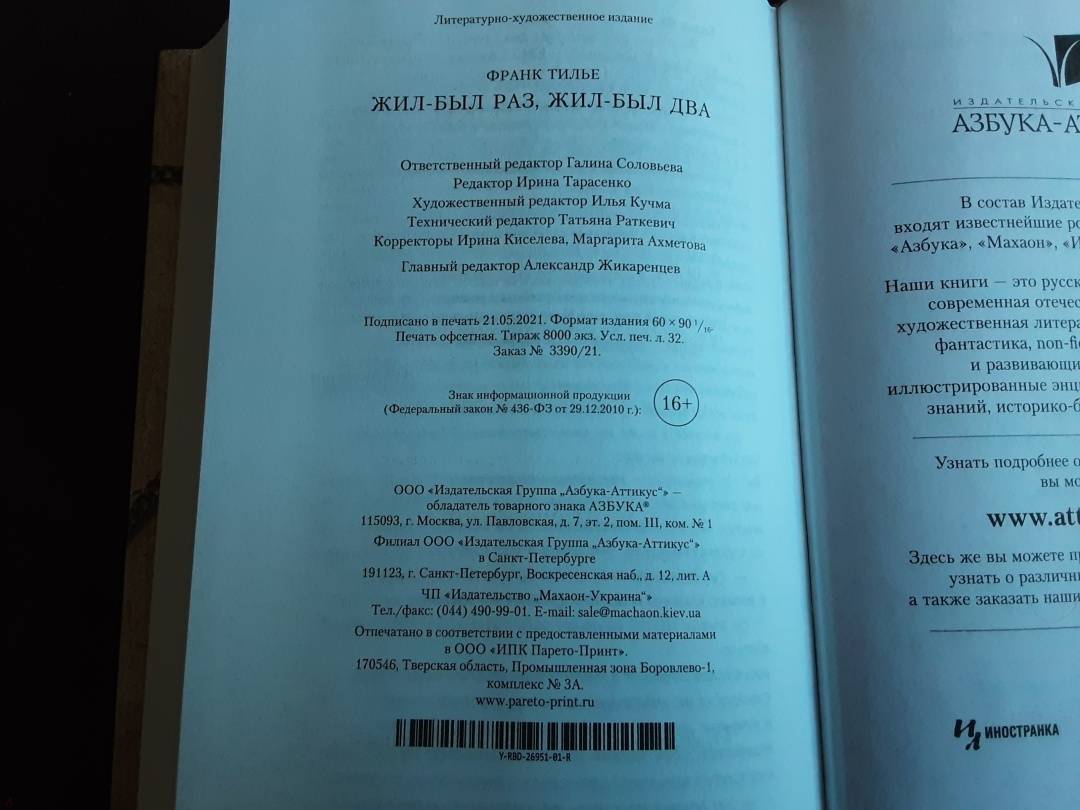 Литературно-художественное издание
ФРАНК ТИЛЬЕ
ЖИЛ-БЫЛ РАЗ, ЖИЛ-БЫЛ ДВА
Ответственный редактор Галина Соловьева
Редактор Ирина Тарасенко
Художественный редактор Илья Кучма
Технический редактор Татьяна Раткевич
Корректоры Ирина Киселева, Маргарита Ахметова
Главный редактор Александр Жикаренцев
Подписано в печать 21.05.2021. Формат издания 60 × 90 1/16.
Печать офсетная. Тираж 8000 экз. Усл. печ. л. 32.
Заказ № 3390/21.
Знак информационной продукции
(Федеральный закон № 436-ФЗ от 29.12.2010 г.):
16+
ООО «Издательская Группа „Азбука-Аттикус“» —
обладатель товарного знака АЗБУКА®
115093, г. Москва, ул. Павловская, д. 7, эт. 2, пом. III, ком. № 1
Филиал ООО «Издательская Группа „Азбука-Аттикус“»
в Санкт-Петербурге
191123, г. Санкт-Петербург, Воскресенская наб., д. 12, лит. А
ЧП «Издательство „Махаон-Украина“»
Тел./факс: (044) 490-99-01. E-mail: sale@machaon.kiev.ua
Отпечатано в соответствии с предоставленными материалами
в ООО «ИПК Парето-Принт».
170546, Тверская область, Промышленная зона Боровлево-1,
комплекс № 3А.
www.pareto-print.ru
Y-RBD-26951-01-R
ИЗДАТЕЛЬСК
АЗБУКА-АТ
В состав Издате
входят известнейшие ро
«Азбука», «Махаон», «И
Наши книги — это русск
современная отечес
художественная литера
фантастика, non-fi
и развивающи
иллюстрированные энц
знаний, историко-б
Узнать подробнее о
вы мо
www.att
Здесь же вы можете п
узнать о различны
а также заказать наши
ИЛ ИНОСТРАНКА